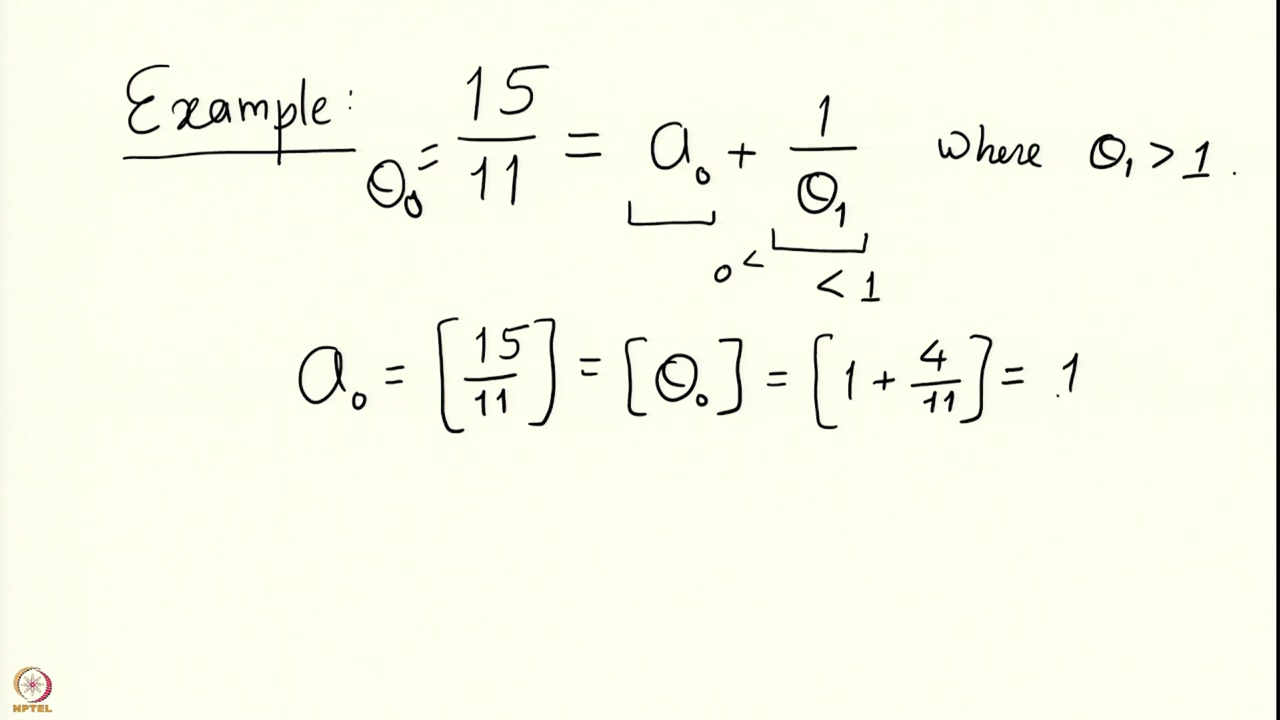 Example: θ₀ = 15/11 = a₀ + 1/θ₁ where θ₁ > 1.
0 < < 1
a₀ = [15/11] = [θ₀] = [1 + 4/11] = 1
NPTEL